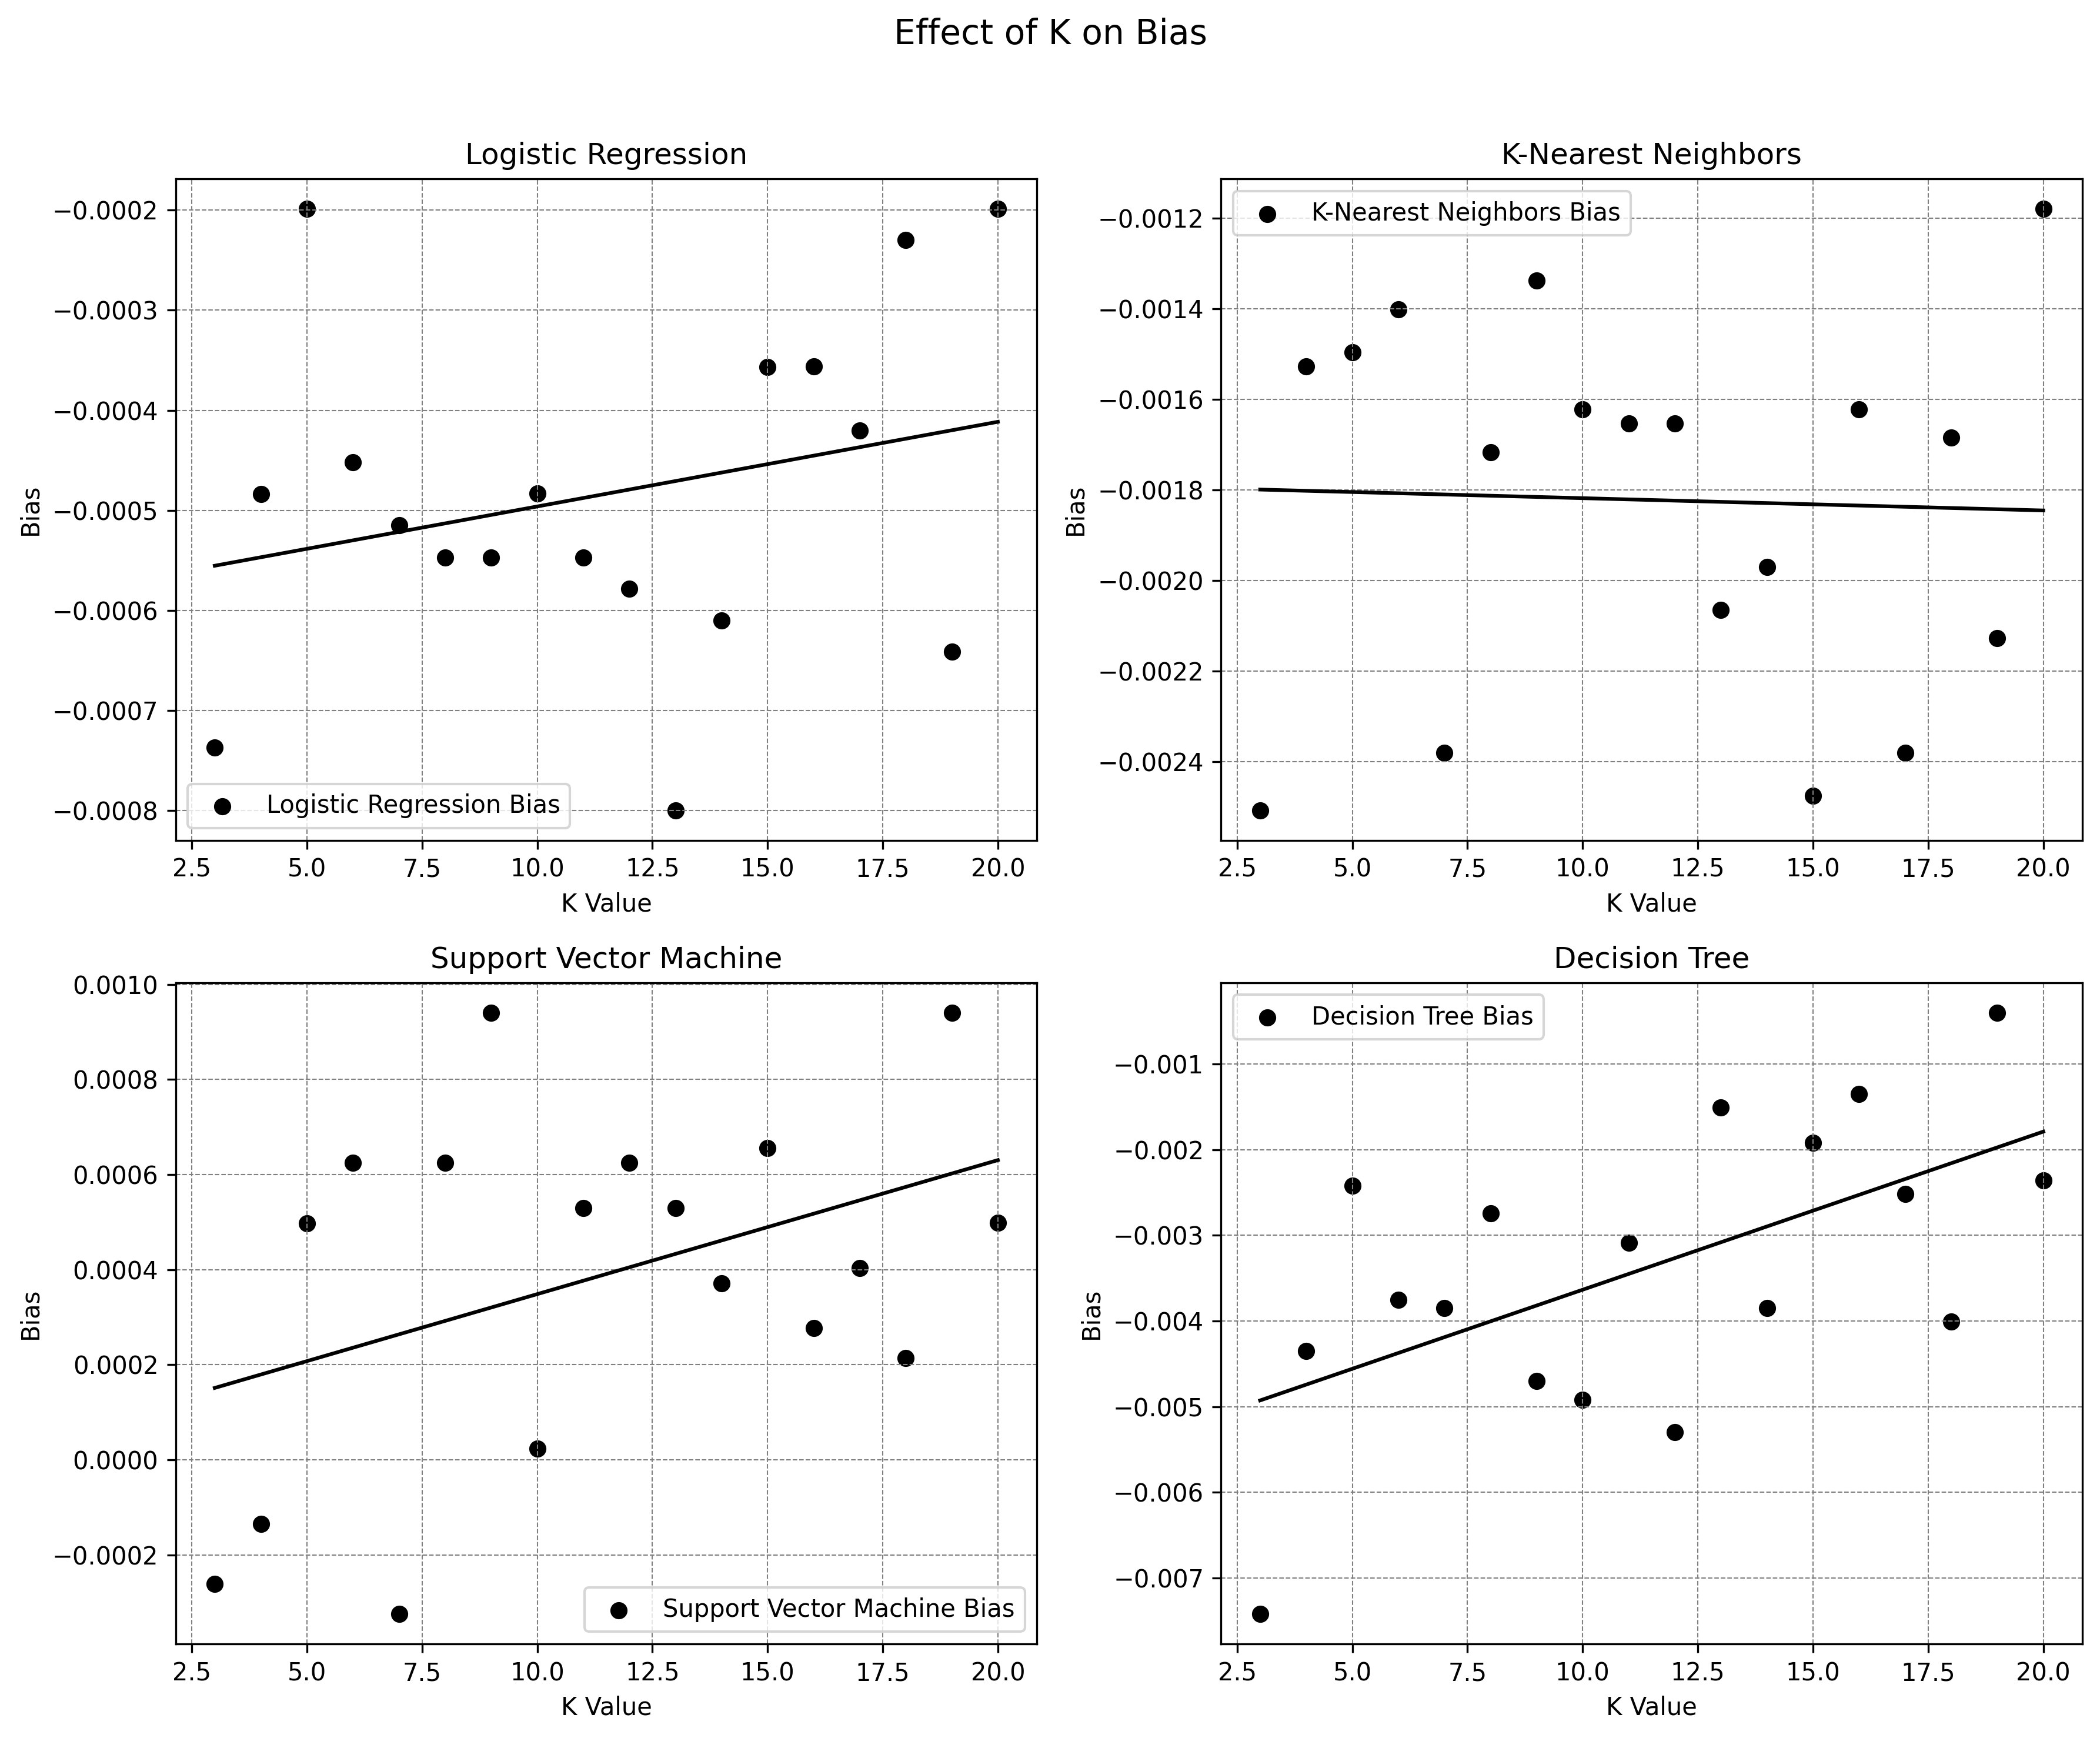 Effect of K on Bias
Logistic Regression
−0.0002
−0.0003
−0.0004
−0.0005
−0.0006
−0.0007
−0.0008
Bias
Logistic Regression Bias
2.5 5.0 7.5 10.0 12.5 15.0 17.5 20.0
K Value
K-Nearest Neighbors
K-Nearest Neighbors Bias
−0.0012
−0.0014
−0.0016
−0.0018
−0.0020
−0.0022
−0.0024
Bias
2.5 5.0 7.5 10.0 12.5 15.0 17.5 20.0
K Value
Support Vector Machine
0.0010
0.0008
0.0006
0.0004
0.0002
0.0000
−0.0002
Bias
Support Vector Machine Bias
2.5 5.0 7.5 10.0 12.5 15.0 17.5 20.0
K Value
Decision Tree
Decision Tree Bias
−0.001
−0.002
−0.003
−0.004
−0.005
−0.006
−0.007
Bias
2.5 5.0 7.5 10.0 12.5 15.0 17.5 20.0
K Value